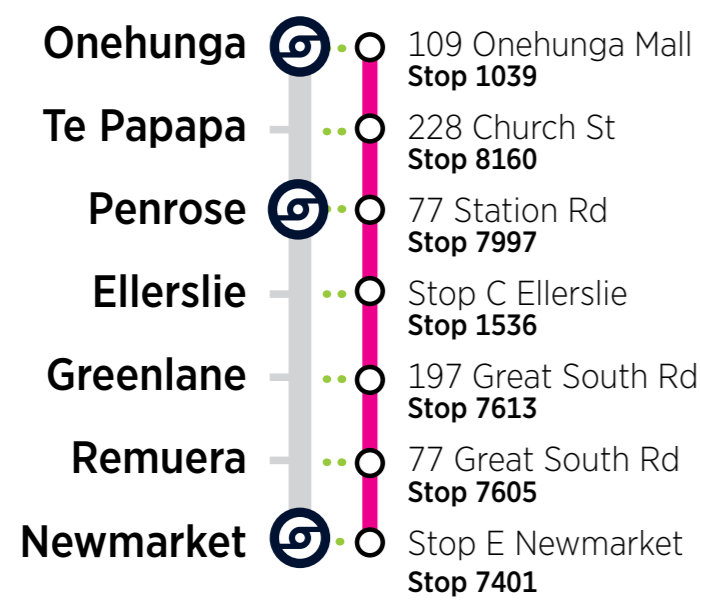 Onehunga
109 Onehunga Mall
Stop 1039
Te Papapa
228 Church St
Stop 8160
Penrose
77 Station Rd
Stop 7997
Ellerslie
Stop C Ellerslie
Stop 1536
Greenlane
197 Great South Rd
Stop 7613
Remuera
77 Great South Rd
Stop 7605
Newmarket
Stop E Newmarket
Stop 7401